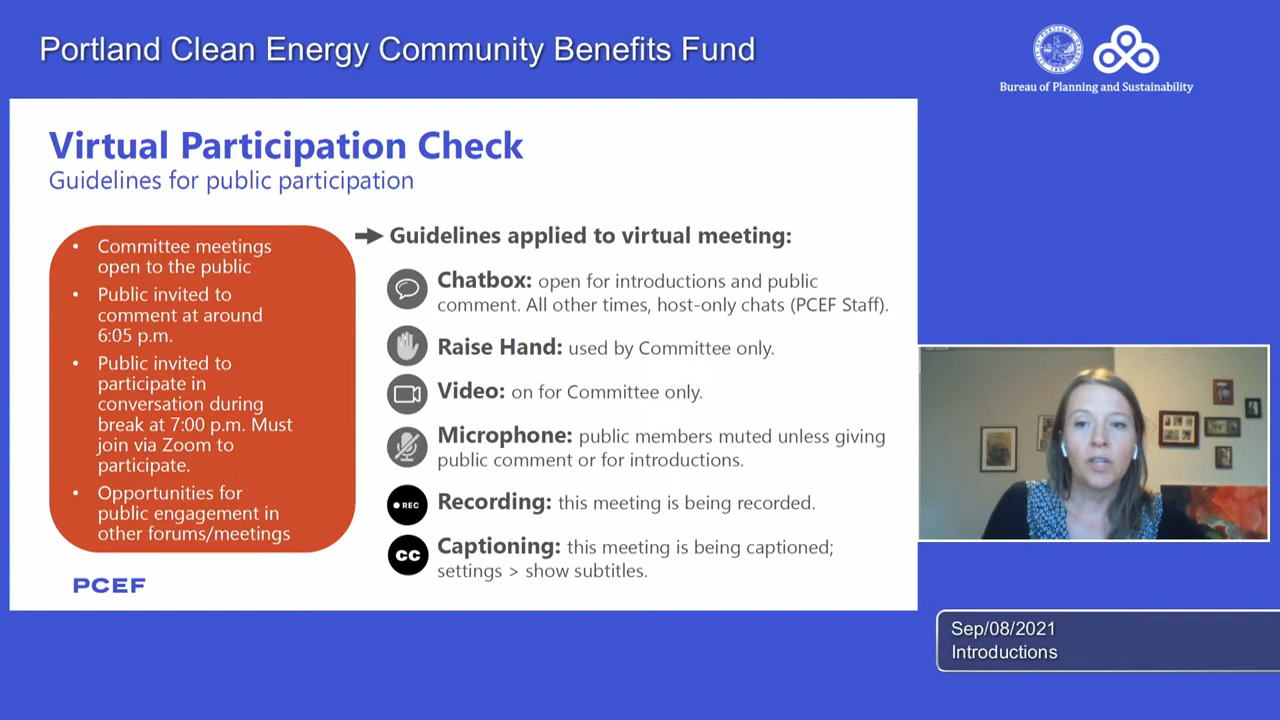 Portland Clean Energy Community Benefits Fund
Bureau of Planning and Sustainability
Virtual Participation Check
Guidelines for public participation
• Committee meetings
open to the public
• Public invited to
comment at around
6:05 p.m.
• Public invited to
participate in
conversation during
break at 7:00 p.m. Must
join via Zoom to
participate.
• Opportunities for
public engagement in
other forums/meetings
PCEF
Guidelines applied to virtual meeting:
Chatbox: open for introductions and public
comment. All other times, host-only chats (PCEF Staff).
Raise Hand: used by Committee only.
Video: on for Committee only.
Microphone: public members muted unless giving
public comment or for introductions.
REC
Recording: this meeting is being recorded.
CC
Captioning: this meeting is being captioned;
settings > show subtitles.
Sep/08/2021
Introductions